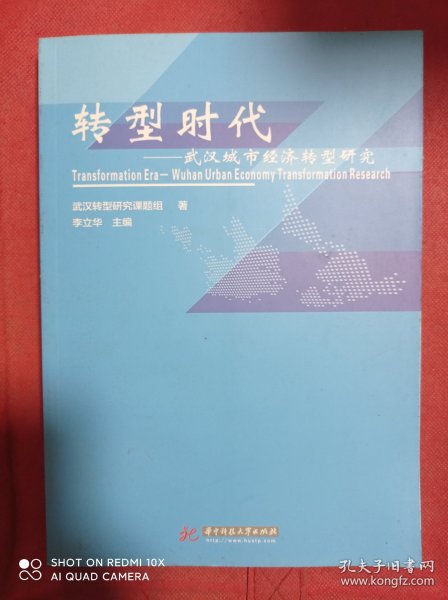 转型时代
——武汉城市经济转型研究
Transformation Era— Wuhan Urban Economy Transformation Research
武汉转型研究课题组 著
李立华 主编
华中科技大学出版社
http://www.hustp.com
SHOT ON REDMI 10X
AI QUAD CAMERA
孔夫子旧书网
www.kongfz.com